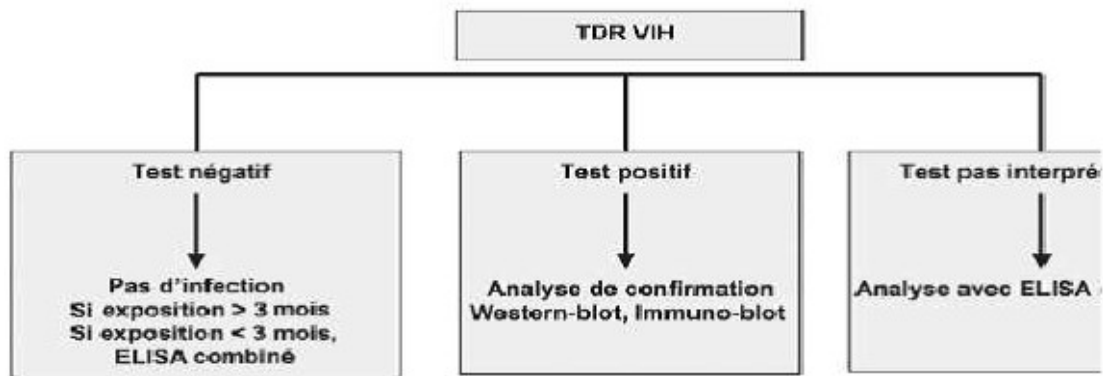 TDR VIH
Test négatif
Pas d'infection
Si exposition > 3 mois
Si exposition < 3 mois,
ELISA combiné
Test positif
Analyse de confirmation
Western-blot, Immuno-blot
Test pas
Analyse avec ELISA